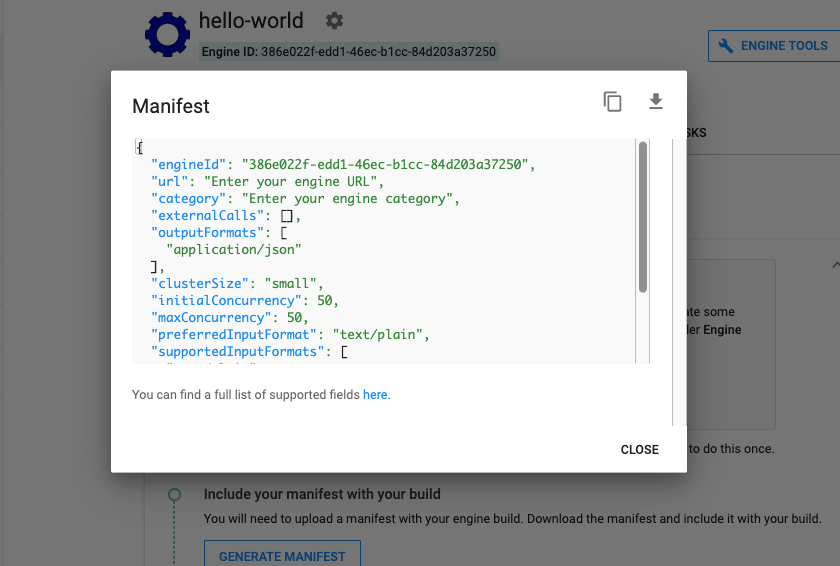 hello-world
Engine ID: 386e022f-edd1-46ec-b1cc-84d203a37250
ENGINE TOOLS
Manifest
{
"engineId": "386e022f-edd1-46ec-b1cc-84d203a37250",
"url": "Enter your engine URL",
"category": "Enter your engine category",
"externalCalls": [],
"outputFormats": [
"application/json"
],
"clusterSize": "small",
"initialConcurrency": 50,
"maxConcurrency": 50,
"preferredInputFormat": "text/plain",
"supportedInputFormats": [
You can find a full list of supported fields here.
CLOSE
SKS
ate some
der Engine
to do this once.
Include your manifest with your build
You will need to upload a manifest with your engine build. Download the manifest and include it with your build.
GENERATE MANIFEST